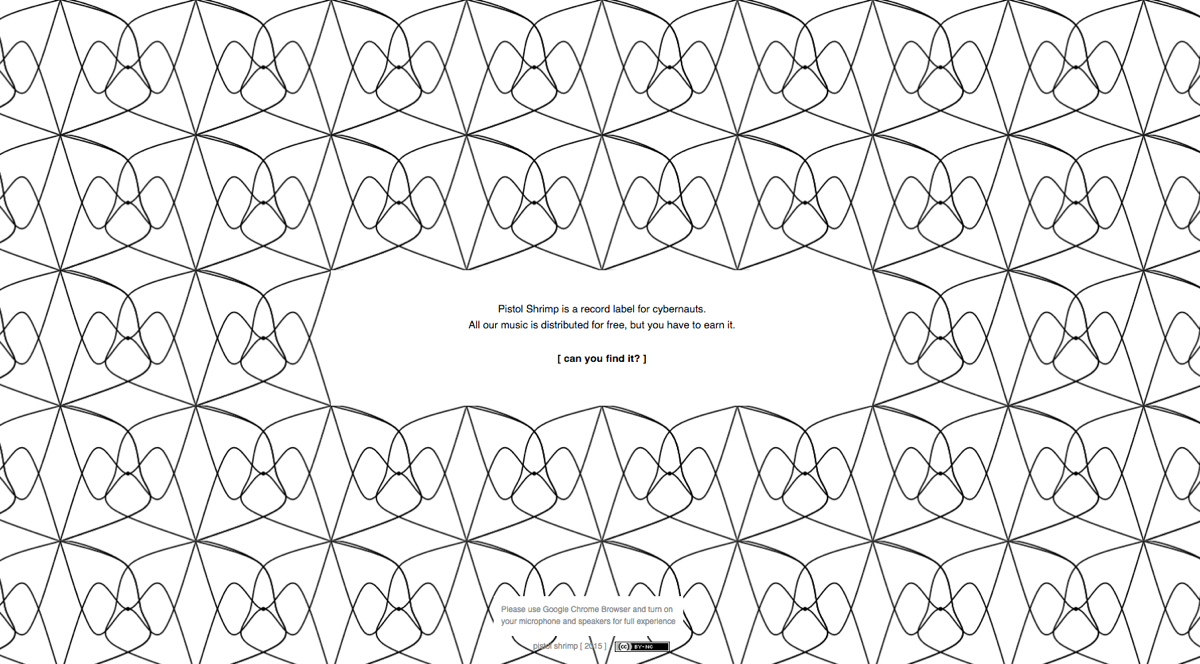 Pistol Shrimp is a record label for cybernauts.
All our music is distributed for free, but you have to earn it.
[ can you find it? ]
Please use Google Chrome Browser and turn on
your microphone and speakers for full experience
pistol shrimp [ 2015 ] / (cc) BY-NC